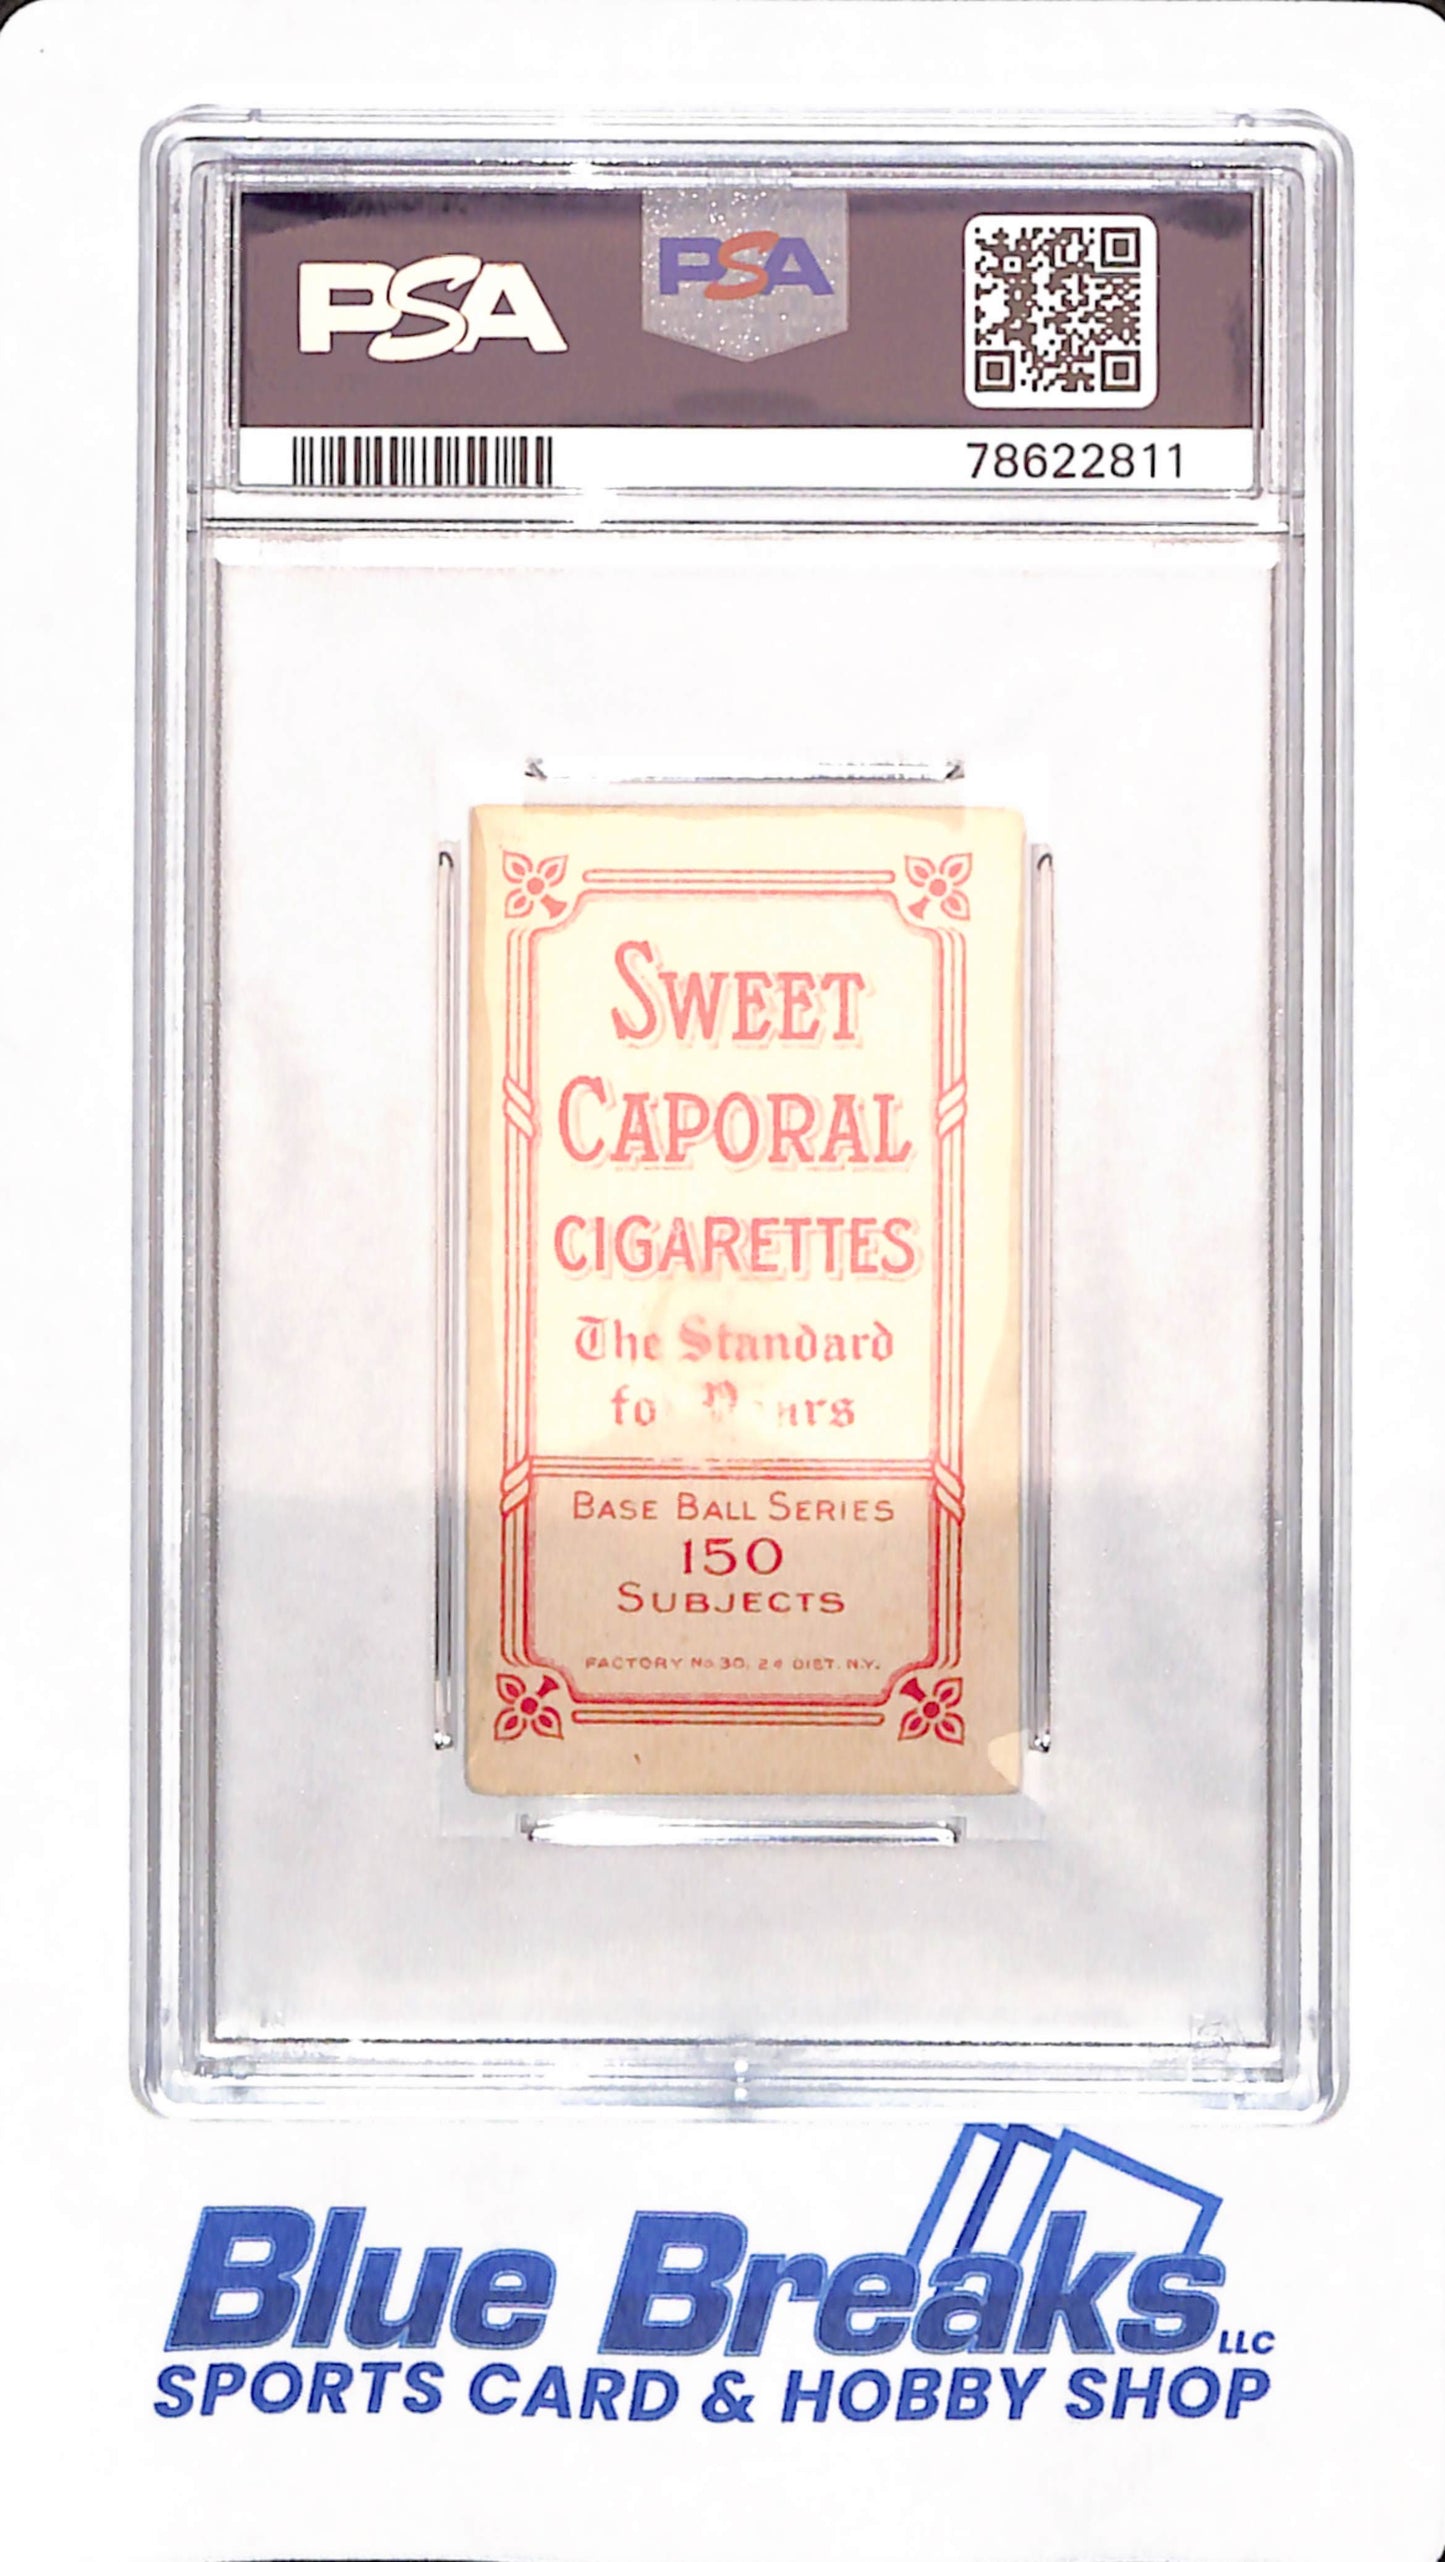 PSA
PSA
78622811
SWEET
CAPORAL
CIGARETTES
The Standard
BASE BALL SERIES
150
SUBJECTS
FACTORY No 30, 2d DIST. N.Y.
Blue Breaks LLC
SPORTS CARD & HOBBY SHOP